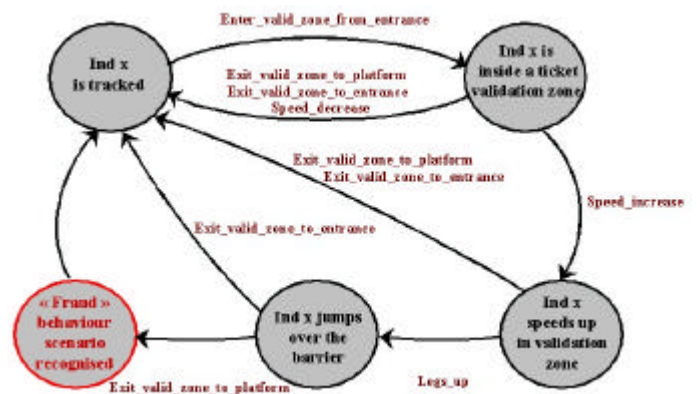 Enter_valid_zone_from_entrance
Ind x
is tracked
Ind x is
inside a ticket
validation zone
Exit_valid_zone_to_platform
Exit_valid_zone_to_entrance
Speed_decrease
Exit_valid_zone_to_platform
Exit_valid_zone_to_entrance
Speed_increase
Exit_valid_zone_to_entrance
« Fraud »
behaviour
scenario
recognised
Ind x jumps
over the
barrier
Ind x
speeds up
in validation
zone
Exit_valid_zone_to_platform
Legs_up